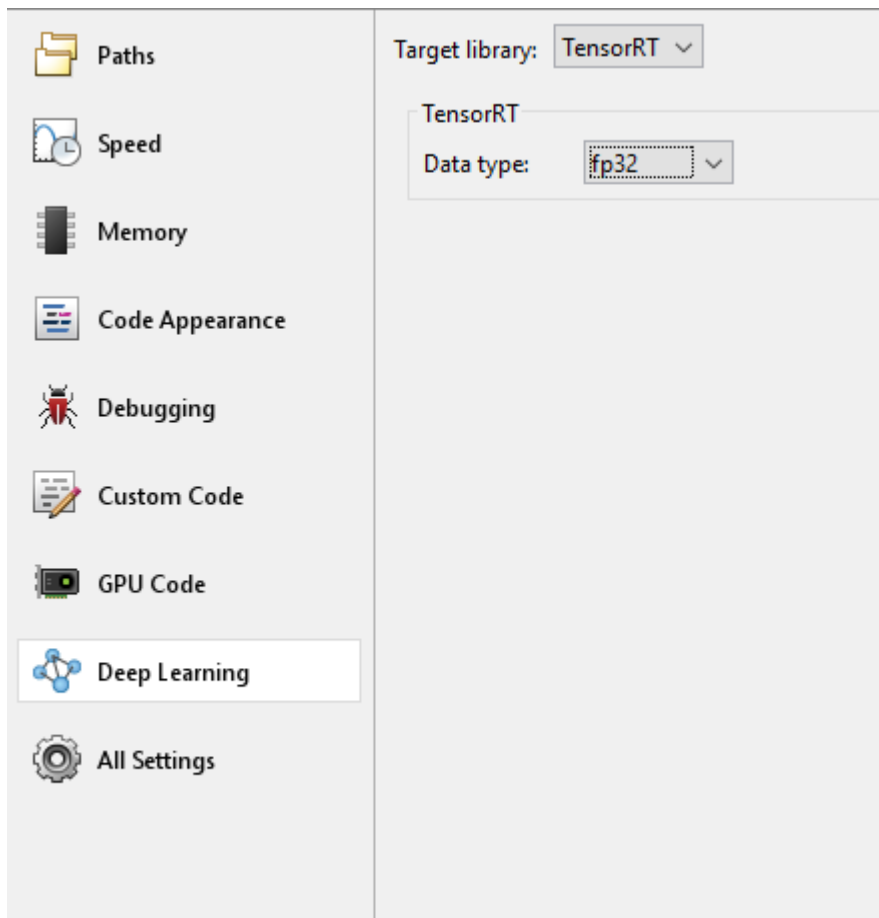 Paths
Speed
Memory
Code Appearance
Debugging
Custom Code
GPU Code
Deep Learning
All Settings
Target library: TensorRT
TensorRT
Data type: fp32